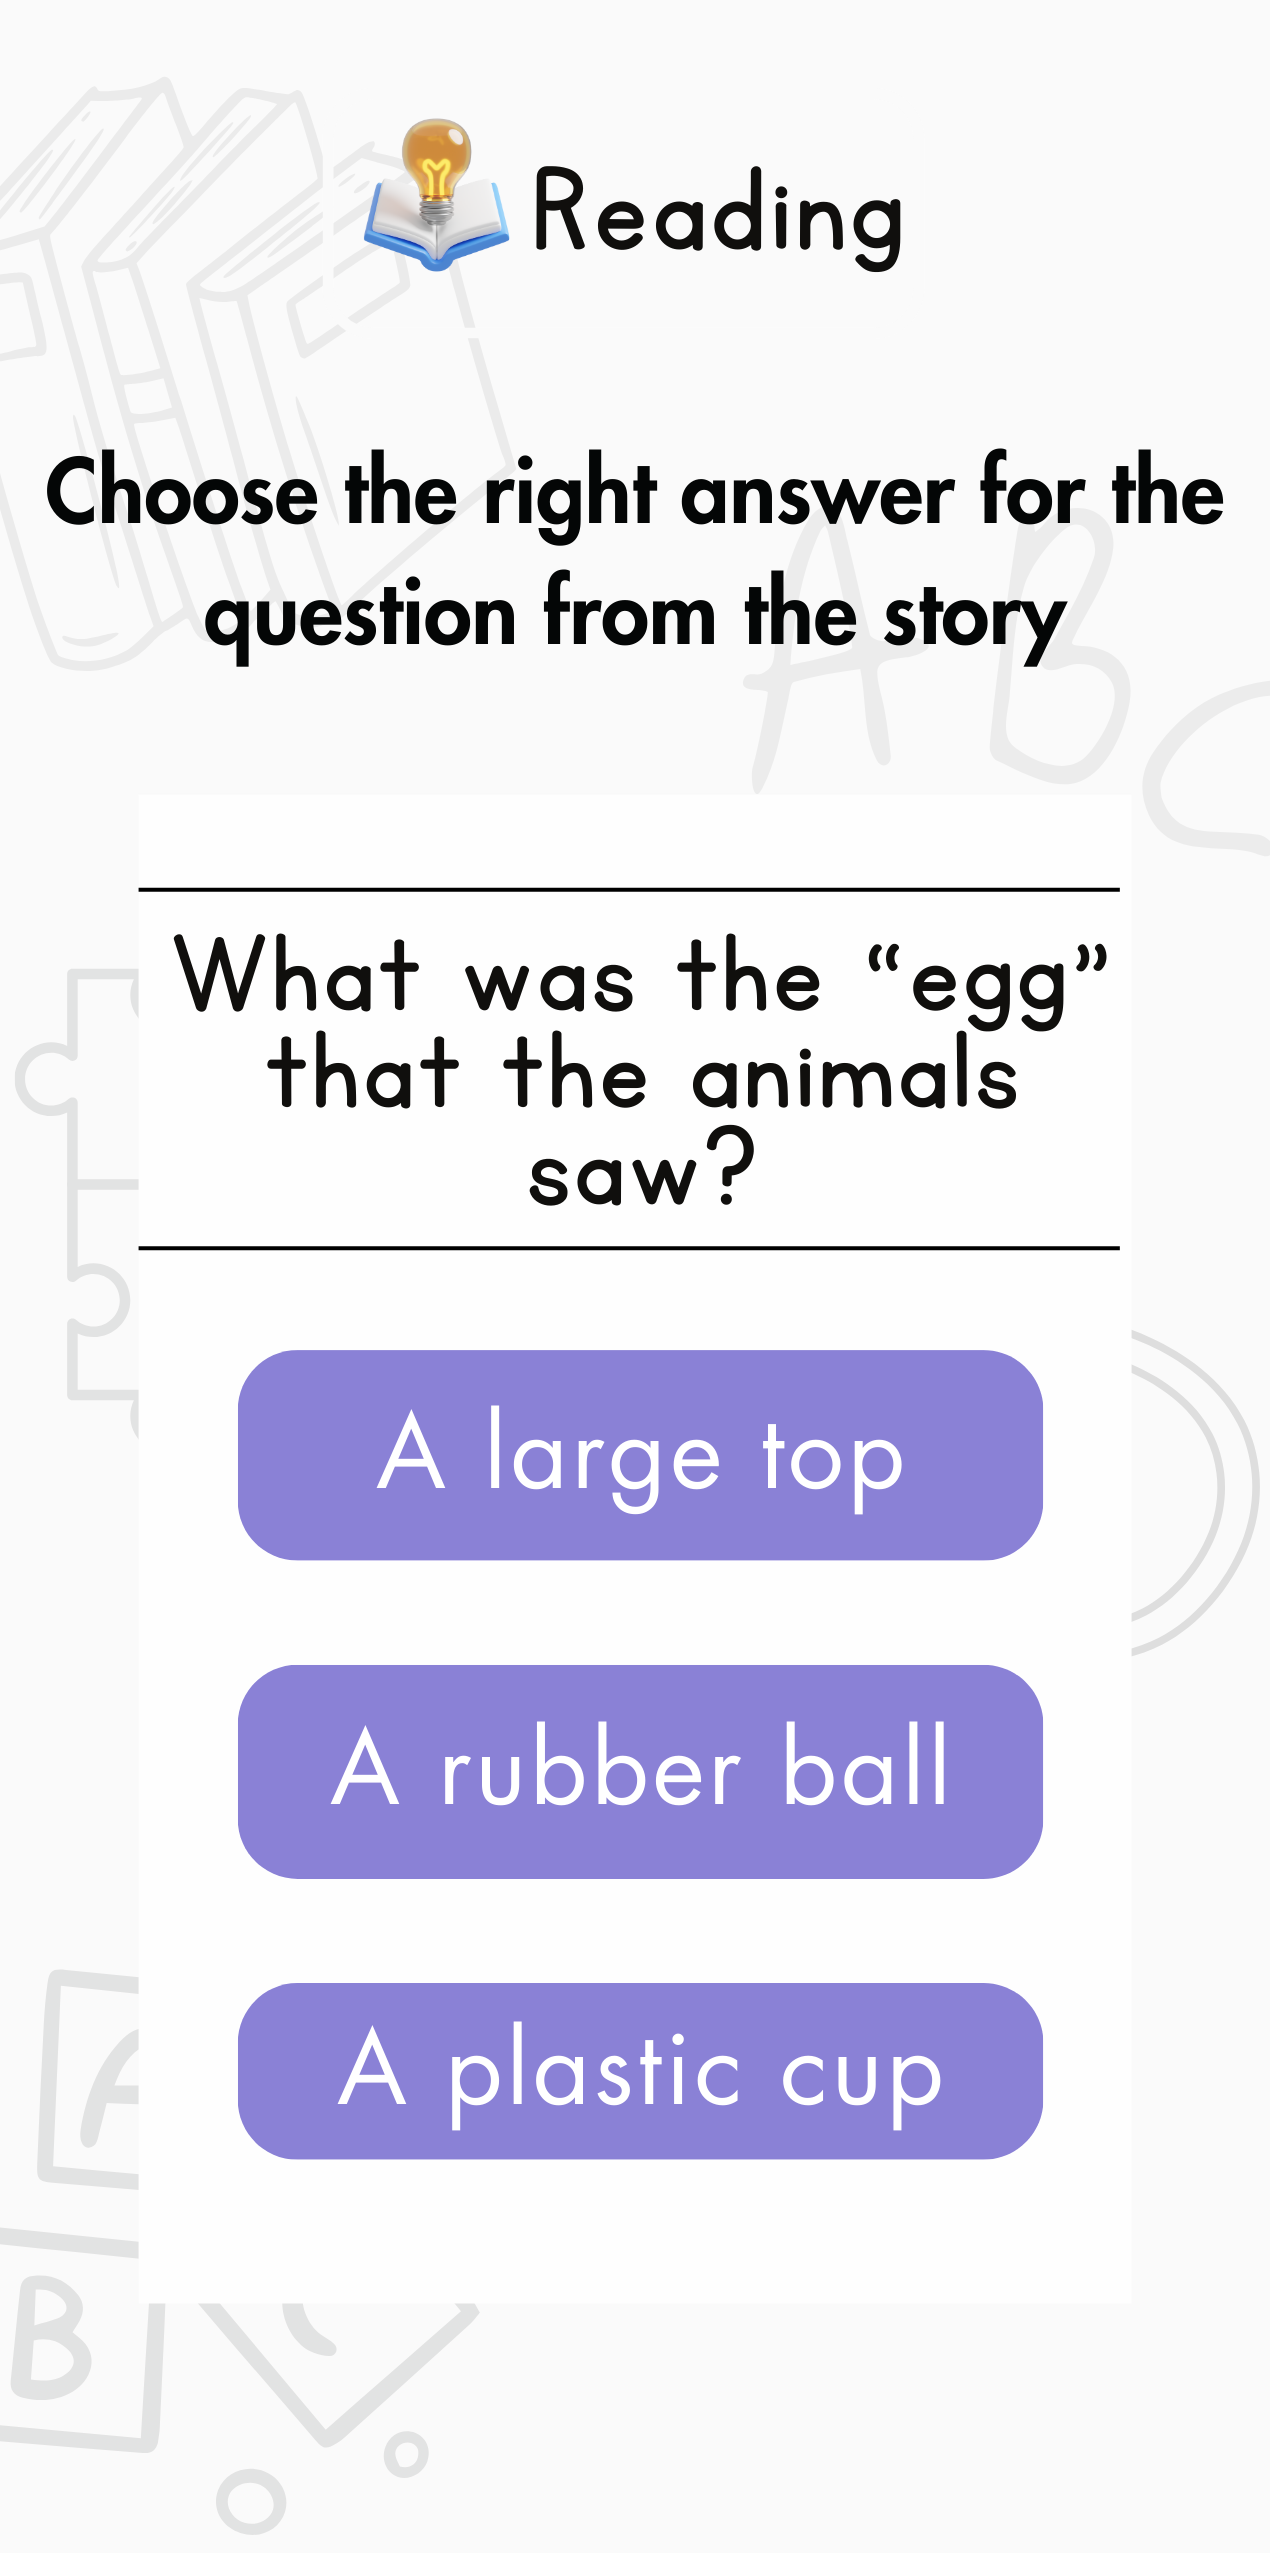 Reading
Choose the right answer for the
question from the story
What was the “egg”
that the animals
saw?
A large top
A rubber ball
A plastic cup
A B
A
B